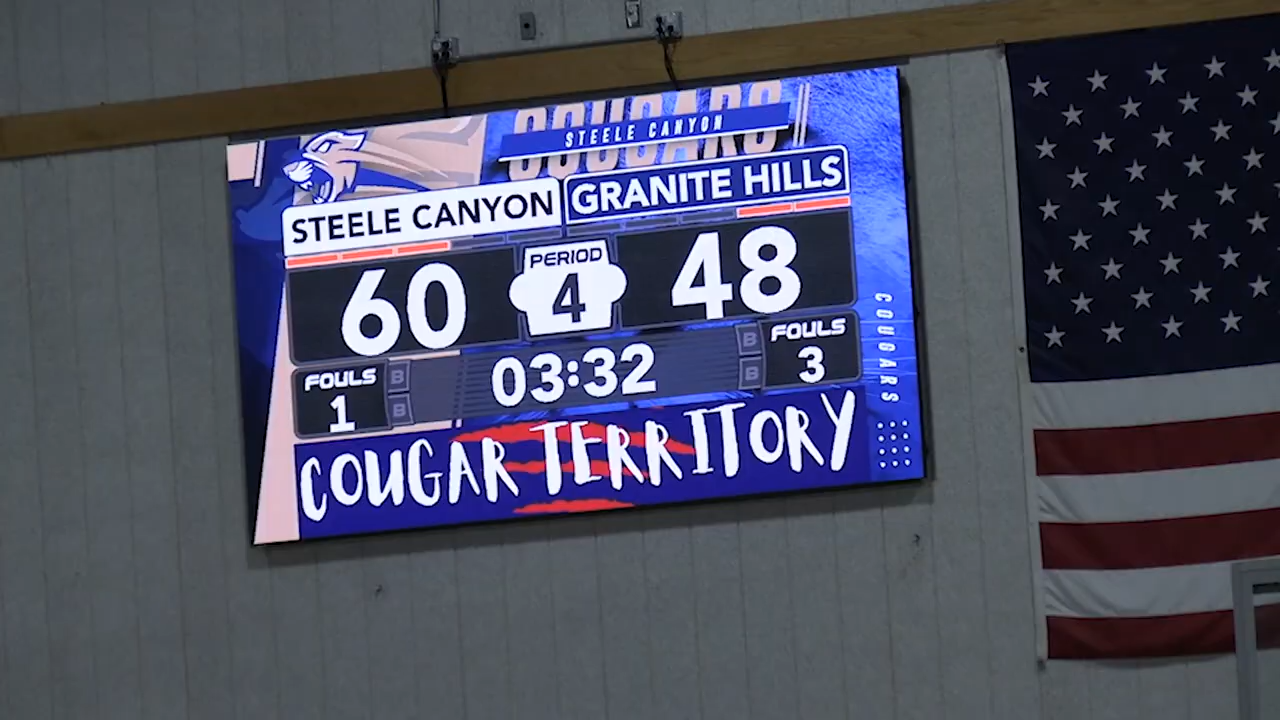 COUGARS
STEELE CANYON
STEELE CANYON
GRANITE HILLS
60
PERIOD
4
48
FOULS
1
B
B
03:32
B
B
FOULS
3
COUGARS
COUGAR TERRITORY